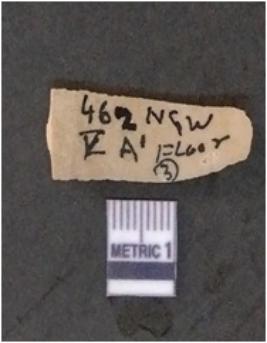 462 NGW
V A' Floor
3
METRIC 1